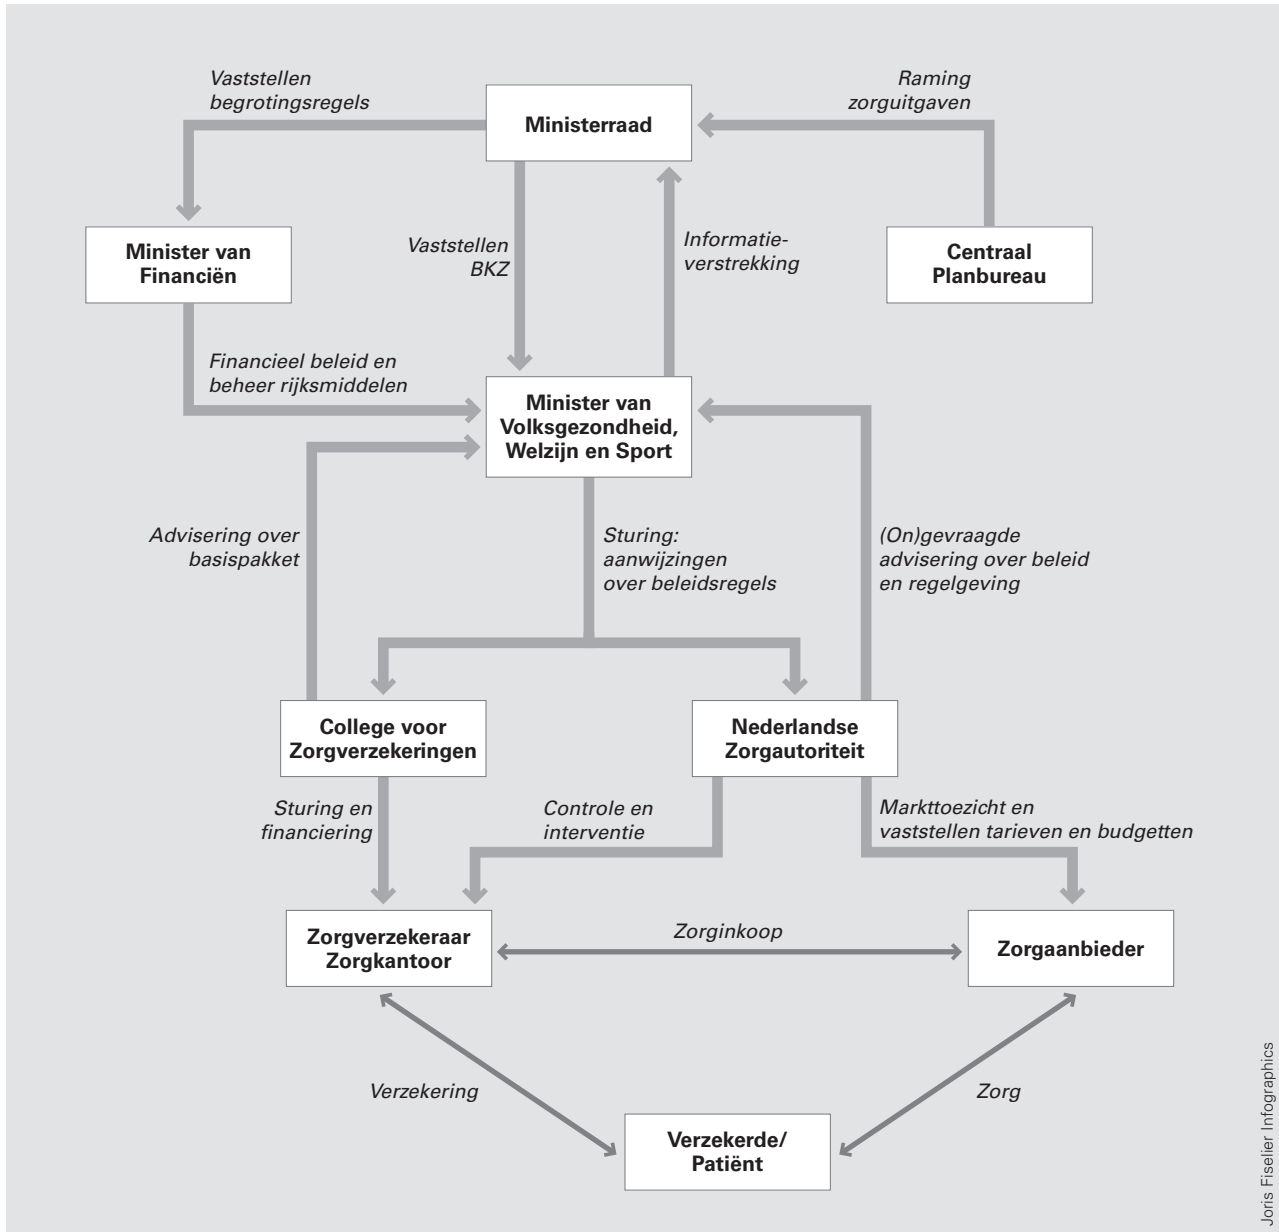 Vaststellen
begrotingsregels
Ministerraad
Raming
zorguitgaven
Minister van
Financiën
Vaststellen
BKZ
Informatie-
verstrekking
Centraal
Planbureau
Financieel beleid en
beheer rijksmiddelen
Minister van
Volksgezondheid,
Welzijn en Sport
Advisering over
basispakket
Sturing:
aanwijzingen
over beleidsregels
(On)gevraagde
advisering over beleid
en regelgeving
College voor
Zorgverzekeringen
Nederlandse
Zorgautoriteit
Sturing en
financiering
Controle en
interventie
Markttoezicht en
vaststellen tarieven en budgetten
Zorgverzekeraar
Zorgkantoor
Zorginkoop
Zorgaanbieder
Verzekering
Zorg
Verzekerde/
Patiënt
Joris Fiselier Infographics